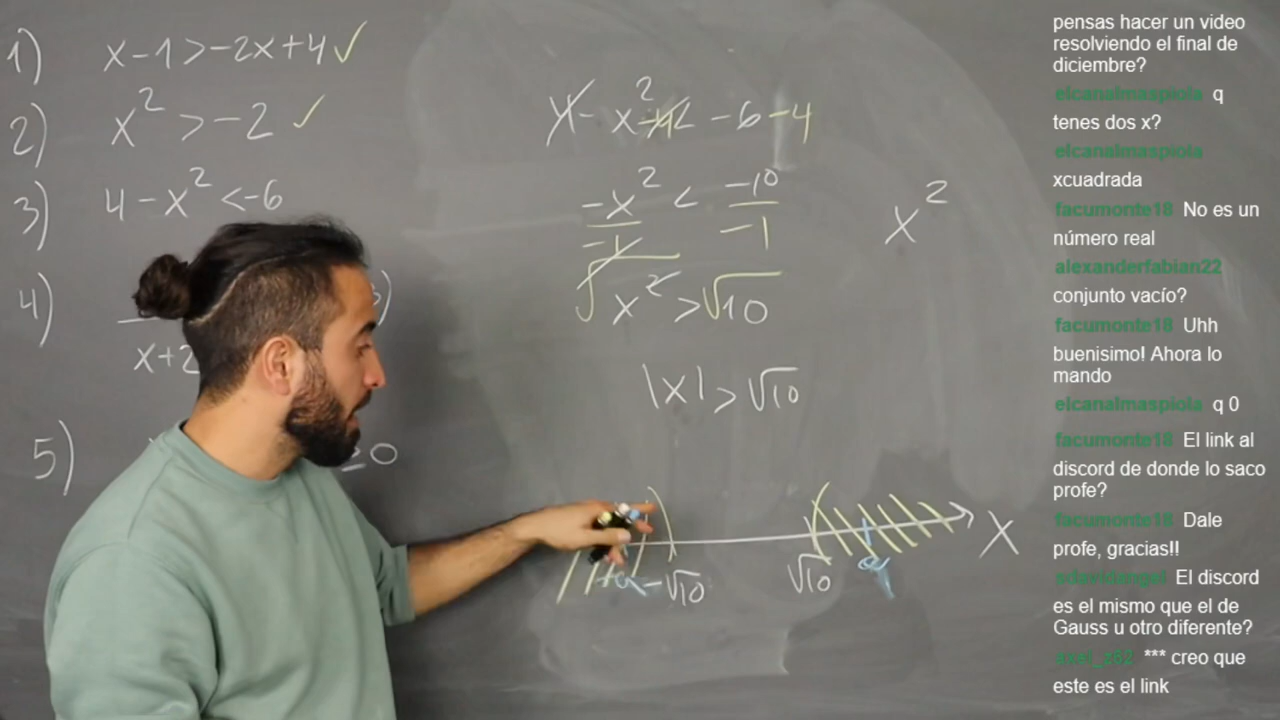 1) x-1>-2x+4 ✓
2) x² >-2 ✓
3) 4-x² <-6
4)
x+2
5) ≥0
4-x²+4< -6-4
-x² < -10
-1 -1
√x² > √10
x²
|x| > √10
-√10
√10
X
pensas hacer un video
resolviendo el final de
diciembre?
elcanalmaspiola q
tenes dos x?
elcanalmaspiola
xcuadrada
facumonte18 No es un
número real
alexanderfabian22
conjunto vacío?
facumonte18 Uhh
buenisimo! Ahora lo
mando
elcanalmaspiola q 0
facumonte18 El link al
discord de donde lo saco
profe?
facumonte18 Dale
profe, gracias!!
El discord
es el mismo que el de
Gauss u otro diferente?
*** creo que
este es el link